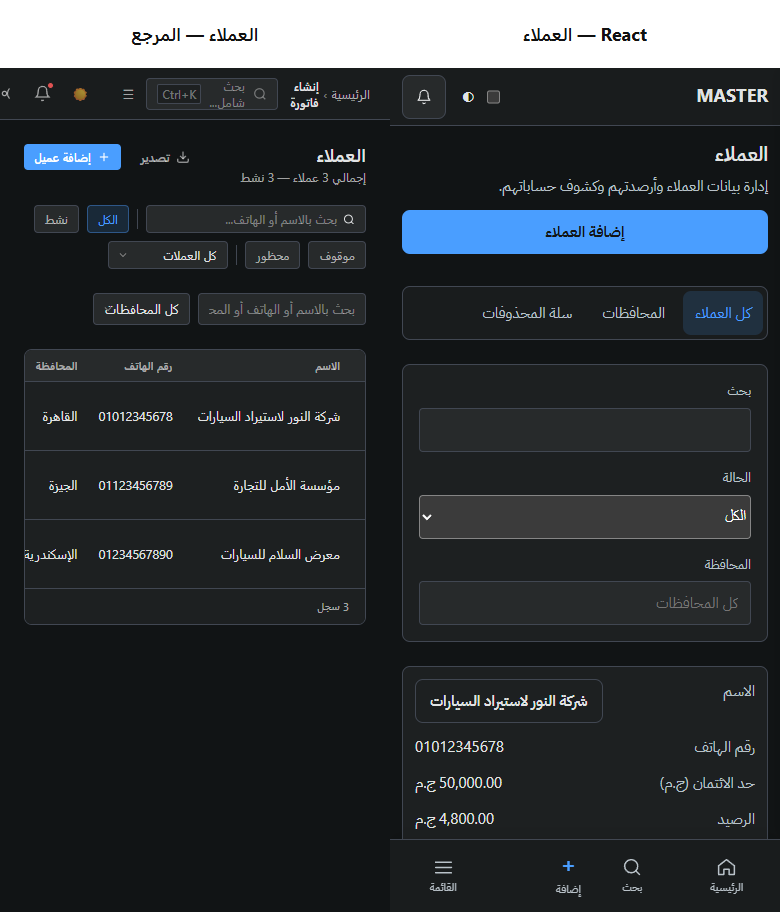 React — العملاء
MASTER
العملاء
إدارة بيانات العملاء وأرصدتهم وكشوف حساباتهم.
إضافة العملاء
كل العملاء
المحافظات
سلة المحذوفات
بحث
الحالة
الكل
المحافظة
كل المحافظات
الاسم
شركة النور لاستيراد السيارات
رقم الهاتف
01012345678
حد الائتمان (ج.م)
50,000.00 ج.م
الرصيد
4,800.00 ج.م
الرئيسية
بحث
إضافة
القائمة
العملاء — المرجع
الرئيسية › إنشاء فاتورة
بحث شامل... Ctrl+K
العملاء
إجمالي 3 عملاء — 3 نشط
تصدير
إضافة عميل
بحث بالاسم أو الهاتف...
الكل
نشط
موقوف
محظور
كل العملات
بحث بالاسم أو الهاتف أو المح
كل المحافظات
الاسم رقم الهاتف المحافظة
شركة النور لاستيراد السيارات 01012345678 القاهرة
مؤسسة الأمل للتجارة 01123456789 الجيزة
معرض السلام للسيارات 01234567890 الإسكندرية
3 سجل